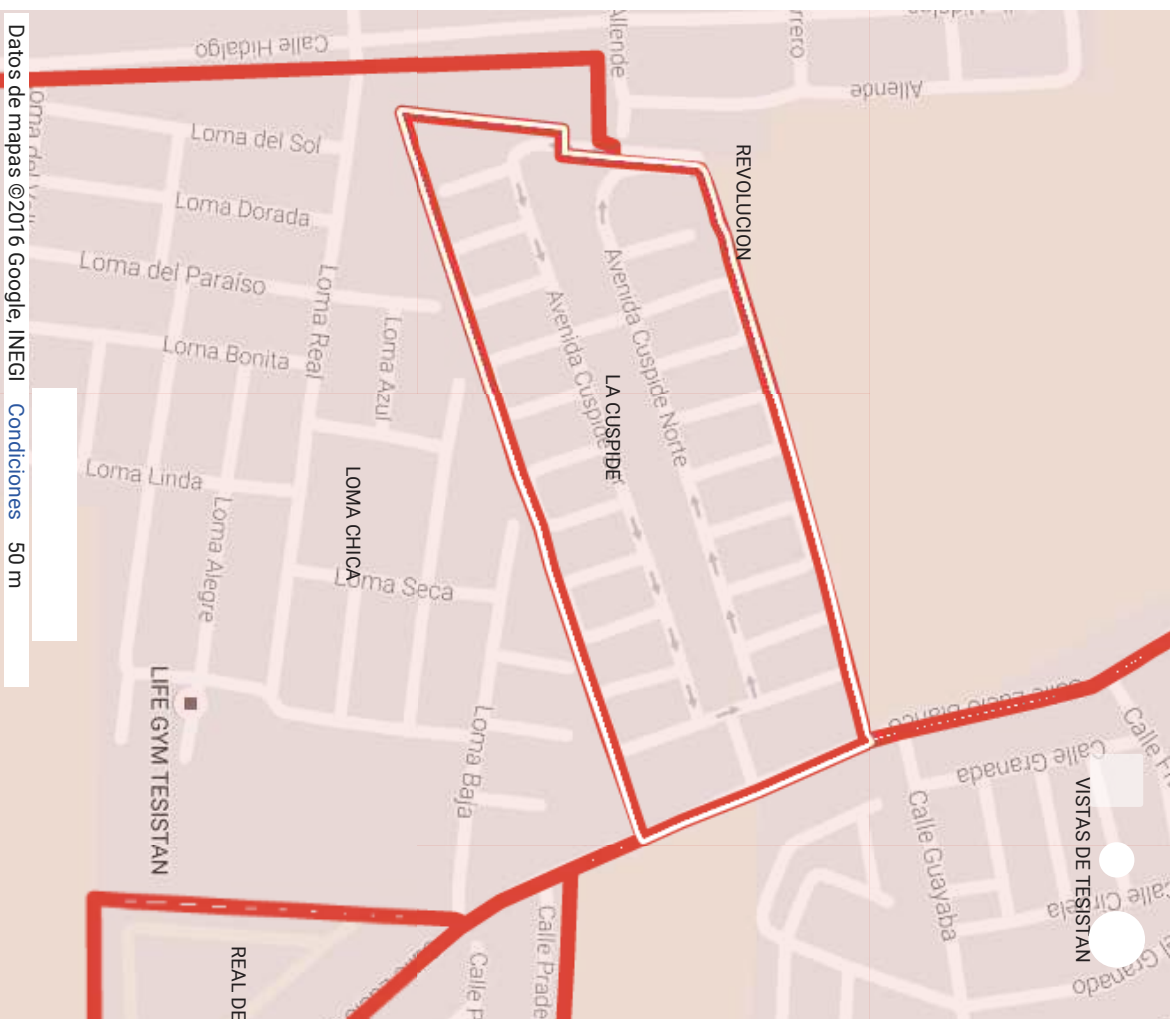 Calle Hidalgo
Allende
Allende
Loma del Sol
REVOLUCION
Loma Dorada
Loma del Paraíso
Loma Real
Avenida Cuspide Norte
Avenida Cuspide
Loma Bonita
Loma Azul
LA CUSPIDE
Loma Linda
LOMA CHICA
Loma Alegre
Loma Seca
LIFE GYM TESISTAN
Loma Baja
Calle Granada
Calle Guayaba
VISTAS DE TESISTAN
Calle Prade
Calle P
REAL DE
Granado
Datos de mapas ©2016 Google, INEGI Condiciones 50 m